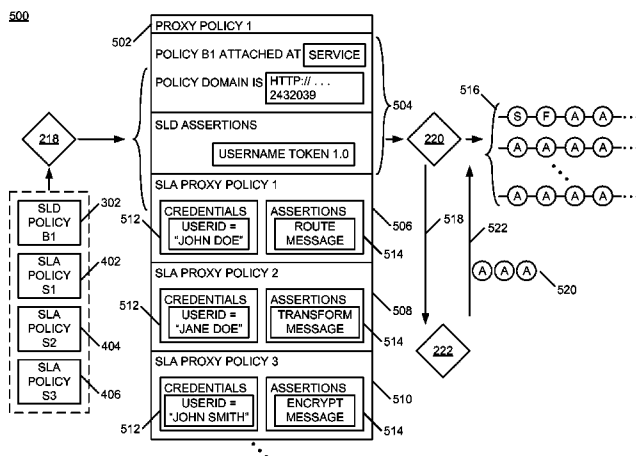 500
502
PROXY POLICY 1
POLICY B1 ATTACHED AT SERVICE
POLICY DOMAIN IS HTTP:// . . .
2432039
504
SLD ASSERTIONS
USERNAME TOKEN 1.0
218
220
516
S F A A ...
A A A A ...
A A A A ...
SLD
POLICY
B1
302
SLA
POLICY
S1
402
SLA
POLICY
S2
404
SLA
POLICY
S3
406
SLA PROXY POLICY 1
512
CREDENTIALS
USERID =
"JOHN DOE"
ASSERTIONS
ROUTE
MESSAGE
506
514
518
522
A A A
520
SLA PROXY POLICY 2
512
CREDENTIALS
USERID =
"JANE DOE"
ASSERTIONS
TRANSFORM
MESSAGE
508
514
222
SLA PROXY POLICY 3
512
CREDENTIALS
USERID =
"JOHN SMITH"
ASSERTIONS
ENCRYPT
MESSAGE
510
514